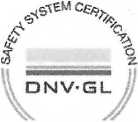 SAFETY SYSTEM CERTIFICATION
DNV·GL